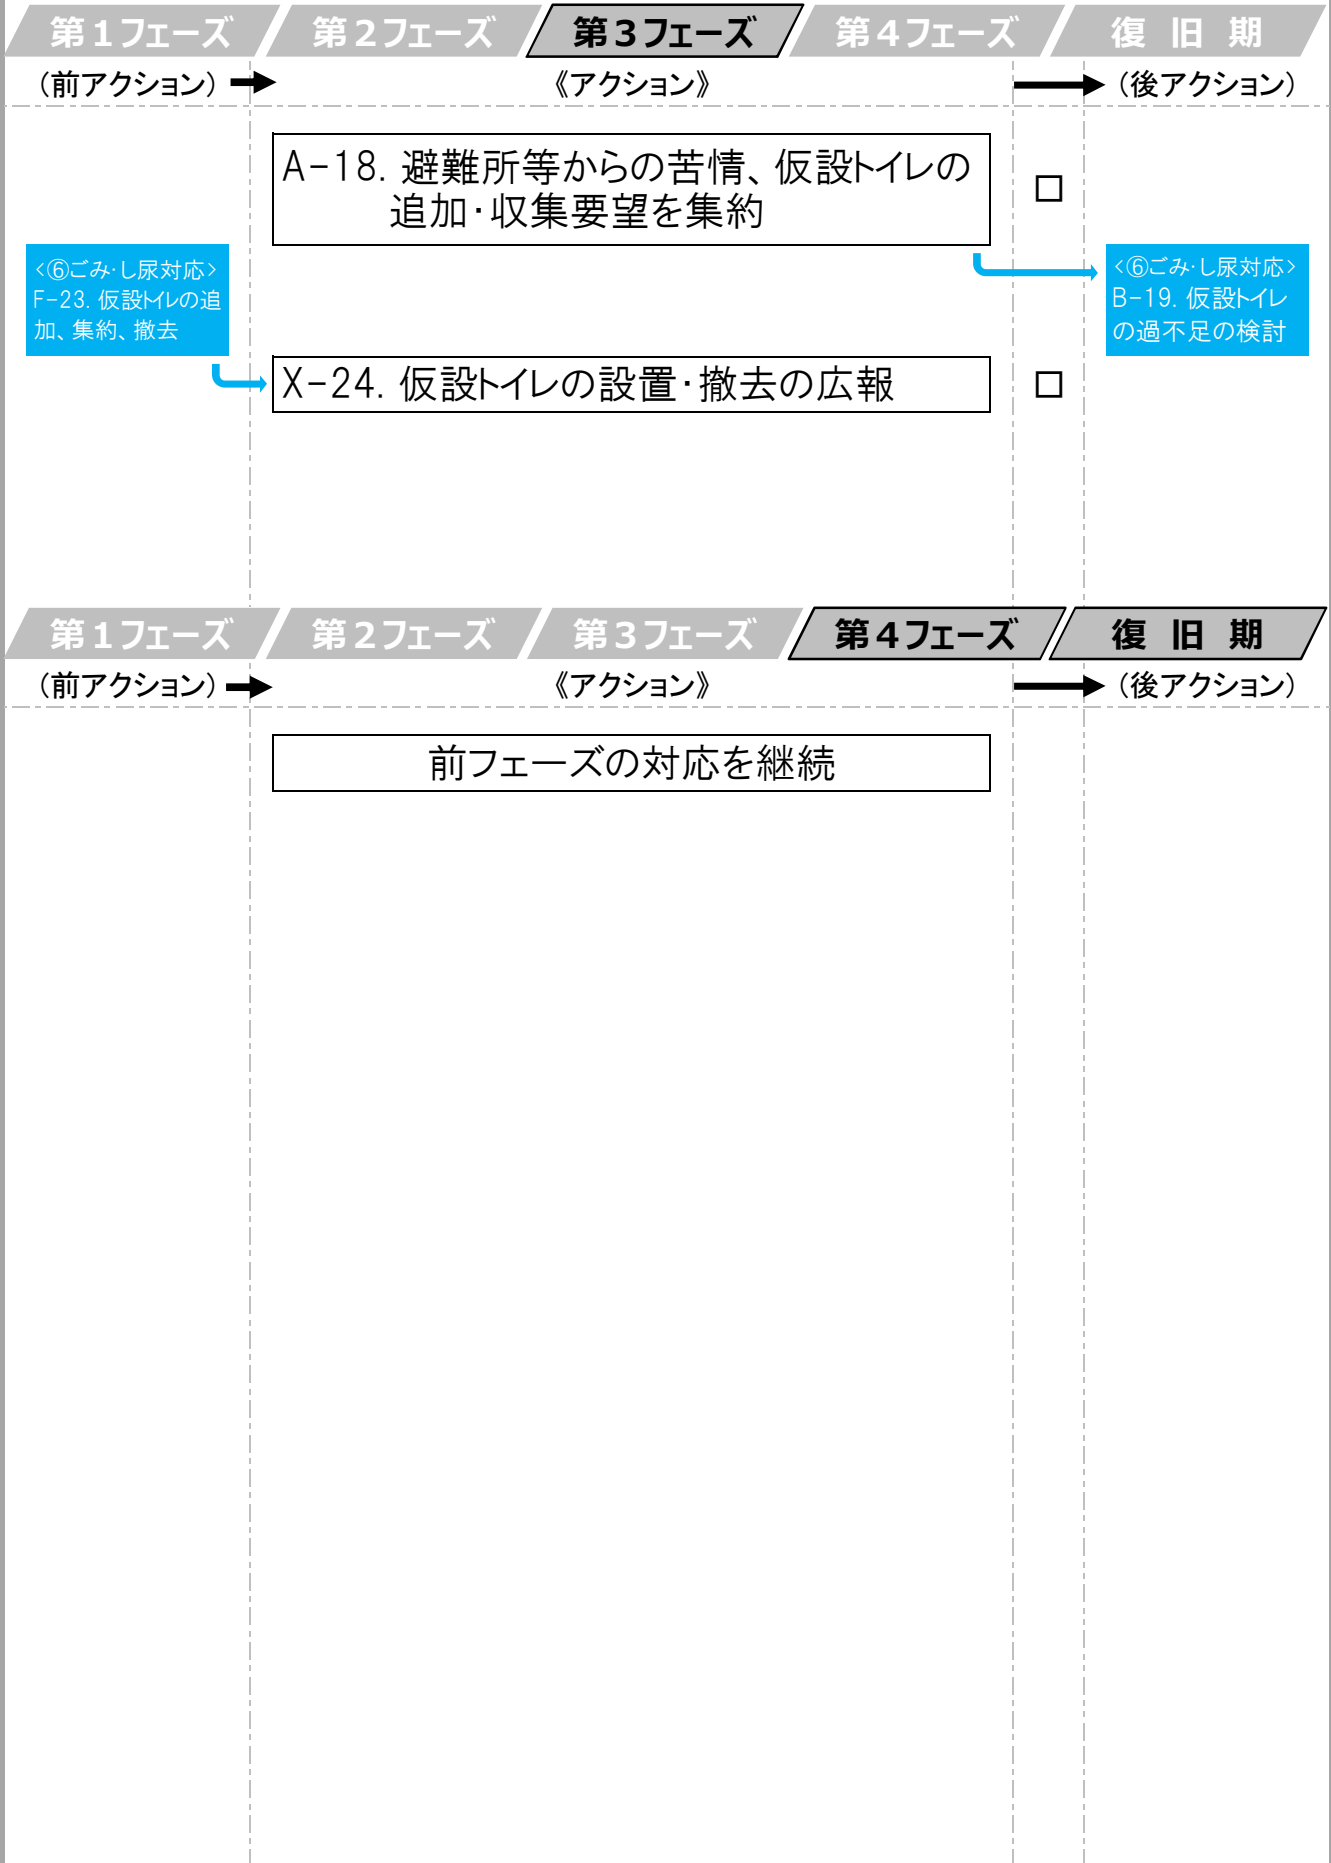 第１フェーズ 第２フェーズ 第３フェーズ 第４フェーズ 復 旧 期
（前アクション） 《アクション》 （後アクション）
A－18．避難所等からの苦情、仮設トイレの
追加・収集要望を集約
□
<⑥ごみ・し尿対応>
F－23．仮設トイレの追
加、集約、撤去
<⑥ごみ・し尿対応>
B－19．仮設トイレ
の過不足の検討
X－24．仮設トイレの設置・撤去の広報
□
第１フェーズ 第２フェーズ 第３フェーズ 第４フェーズ 復 旧 期
（前アクション） 《アクション》 （後アクション）
前フェーズの対応を継続